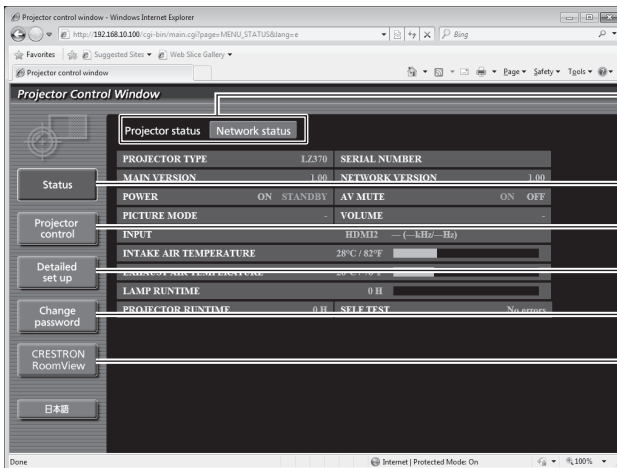 Projector control window - Windows Internet Explorer
http://192.168.10.100/cgi-bin/main.cgi?page=MENU_STATUS&lang=e
Bing
Favorites Suggested Sites Web Slice Gallery
Projector control window Page Safety Tools
Projector Control Window
Projector status Network status
PROJECTOR TYPE LZ370 SERIAL NUMBER
MAIN VERSION 1.00 NETWORK VERSION 1.00
Status
POWER ON STANDBY AV MUTE ON OFF
PICTURE MODE - VOLUME -
Projector
control
INPUT HDMI2 — (—kHz/—Hz)
INTAKE AIR TEMPERATURE 28°C / 82°F
Detailed
set up
EXHAUST AIR TEMPERATURE
LAMP RUNTIME 0 H
PROJECTOR RUNTIME 0 H SELF TEST No errors
Change
password
CRESTRON
RoomView
日本語
Done Internet | Protected Mode: On 100%